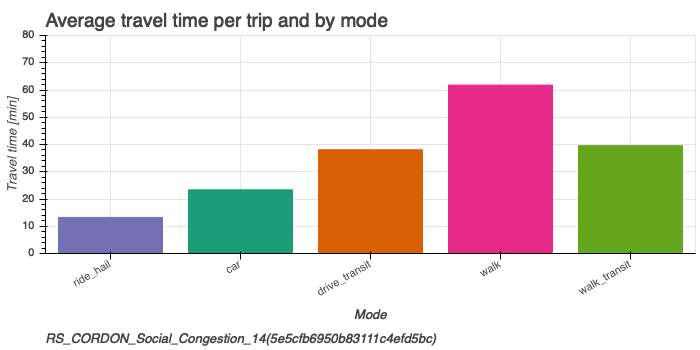 Average travel time per trip and by mode
80
70
60
50
40
30
20
10
0
Travel time [min]
ride_hail
car
drive_transit
walk
walk_transit
Mode
RS_CORDON_Social_Congestion_14(5e5cfb6950b83111c4efd5bc)